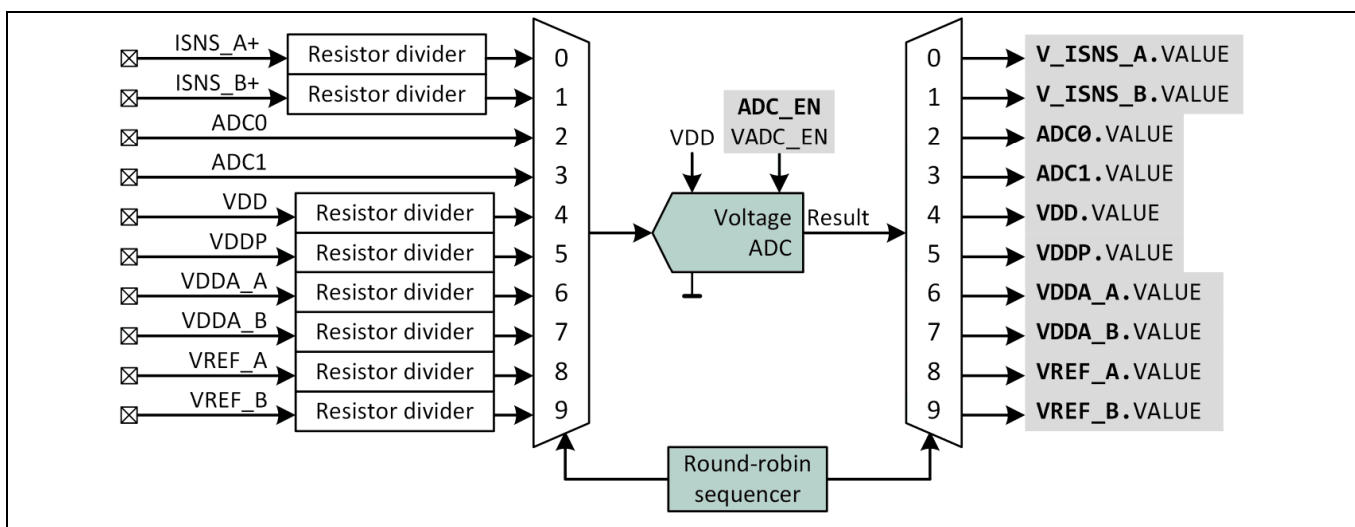 ISNS_A+
Resistor divider
0
0
V_ISNS_A.VALUE
ISNS_B+
Resistor divider
1
1
V_ISNS_B.VALUE
ADC0
2
2
ADC0.VALUE
ADC1
3
3
ADC1.VALUE
VDD
Resistor divider
4
4
VDD.VALUE
VDDP
Resistor divider
5
5
VDDP.VALUE
VDDA_A
Resistor divider
6
6
VDDA_A.VALUE
VDDA_B
Resistor divider
7
7
VDDA_B.VALUE
VREF_A
Resistor divider
8
8
VREF_A.VALUE
VREF_B
Resistor divider
9
9
VREF_B.VALUE
VDD
ADC_EN
VADC_EN
Voltage
ADC
Result
Round-robin
sequencer